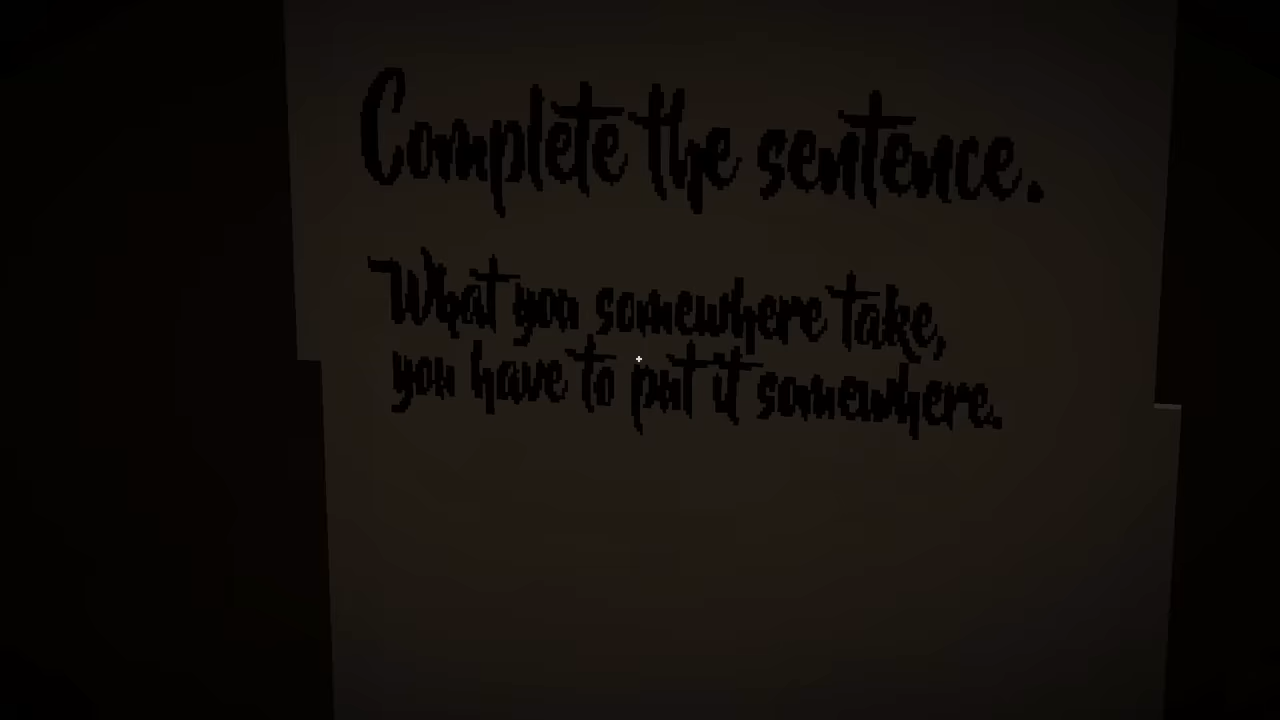 Complete the sentence.
What you somewhere take,
you have to put it somewhere.